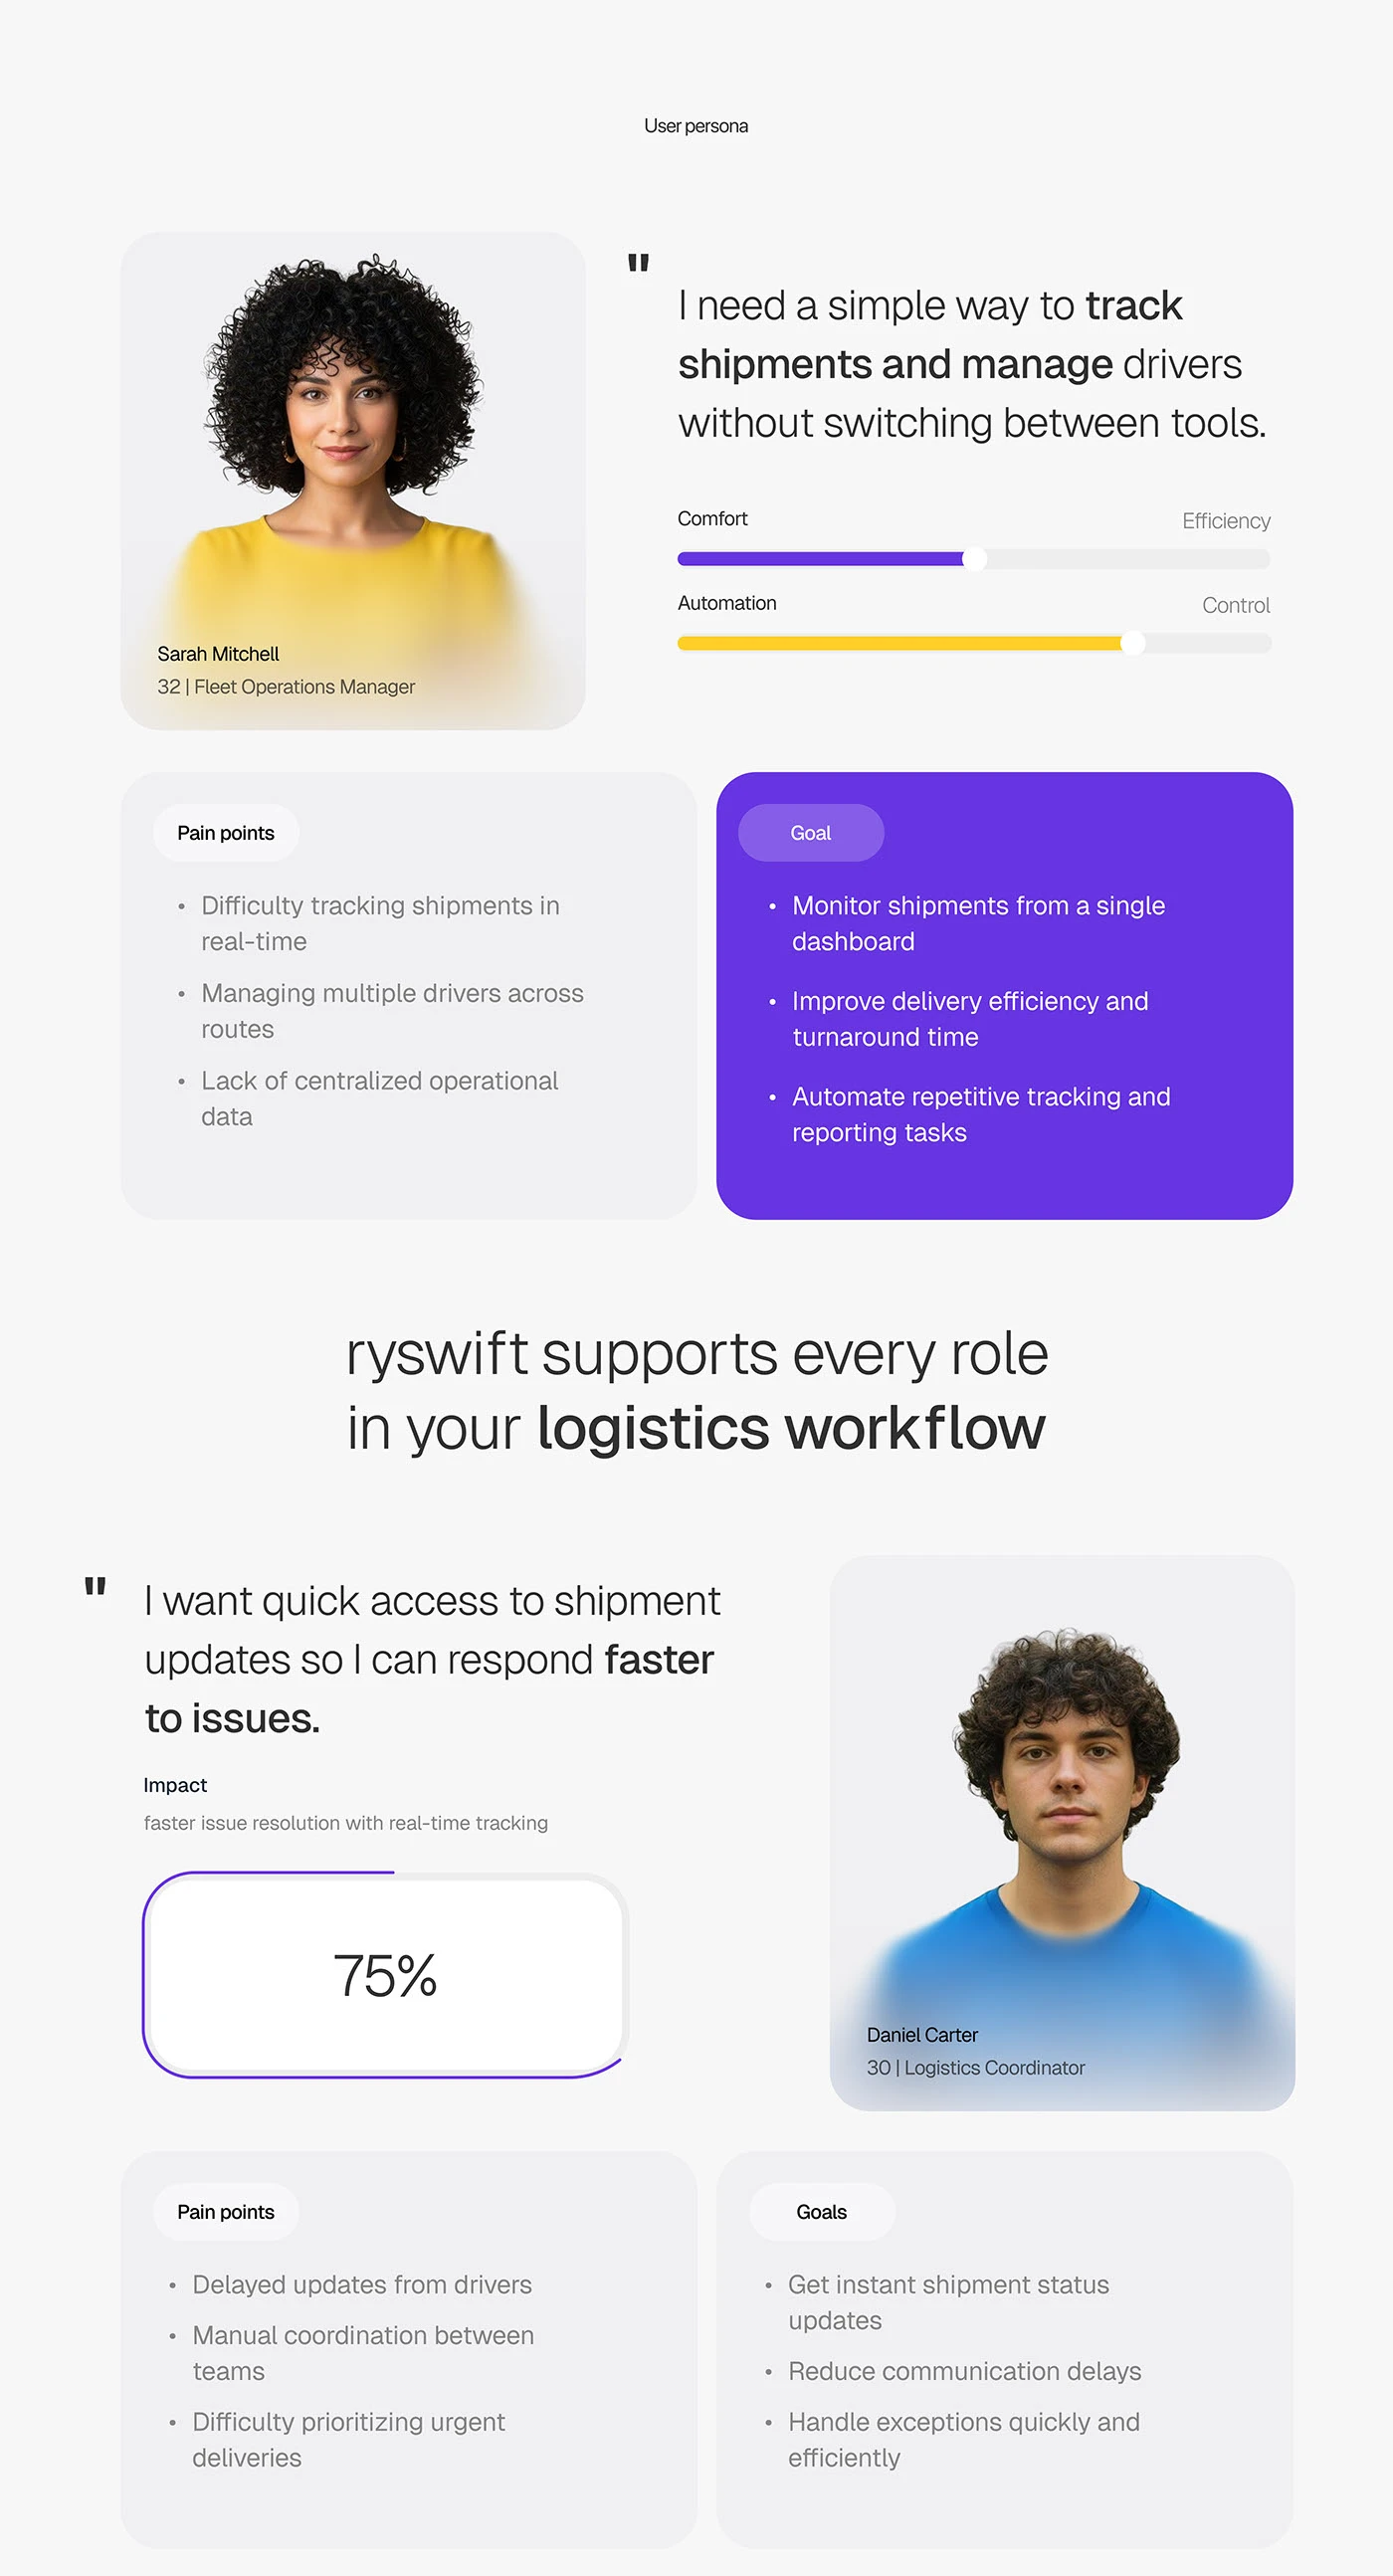 User persona
"
I need a simple way to track
shipments and manage drivers
without switching between tools.
Comfort
Efficiency
Automation
Control
Sarah Mitchell
32 | Fleet Operations Manager
Pain points
• Difficulty tracking shipments in
real-time
• Managing multiple drivers across
routes
• Lack of centralized operational
data
Goal
• Monitor shipments from a single
dashboard
• Improve delivery efficiency and
turnaround time
• Automate repetitive tracking and
reporting tasks
ryswift supports every role
in your logistics workflow
"
I want quick access to shipment
updates so I can respond faster
to issues.
Impact
faster issue resolution with real-time tracking
75%
Daniel Carter
30 | Logistics Coordinator
Pain points
• Delayed updates from drivers
• Manual coordination between
teams
• Difficulty prioritizing urgent
deliveries
Goals
• Get instant shipment status
updates
• Reduce communication delays
• Handle exceptions quickly and
efficiently